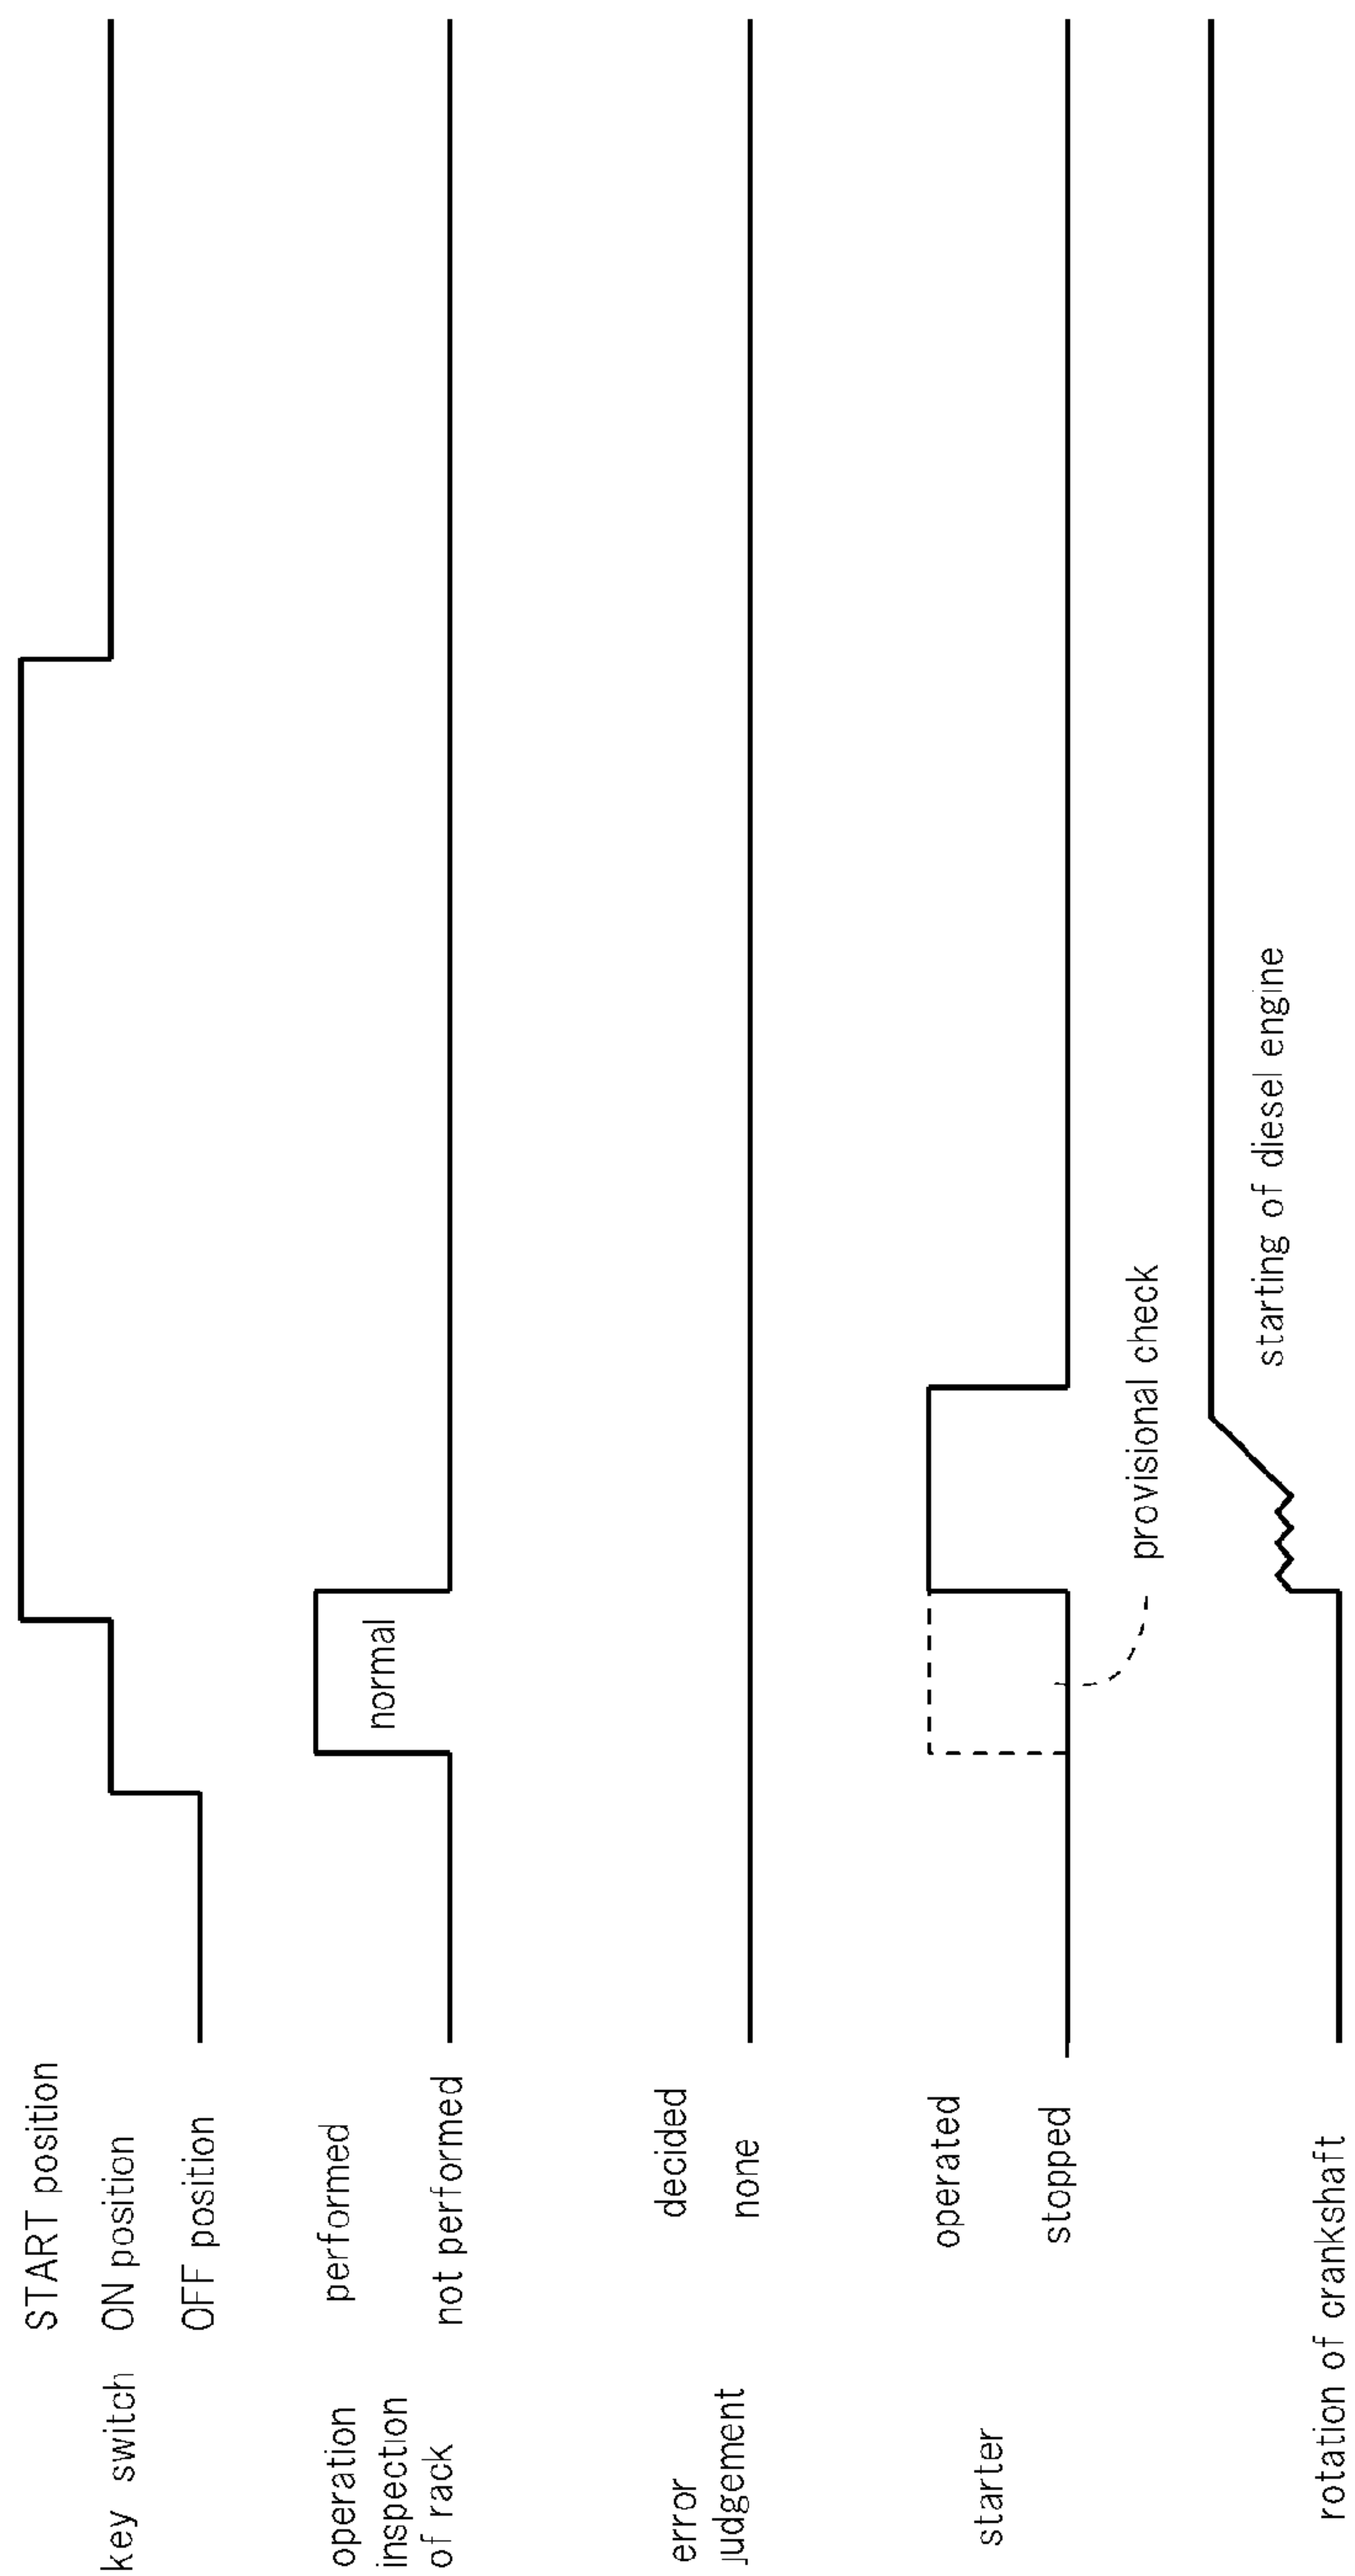 START position
key switch ON position
OFF position
performed
operation
inspection
of rack
not performed
normal
decided
none
error
judgement
operated
stopped
starter
provisional check
starting of diesel engine
rotation of crankshaft